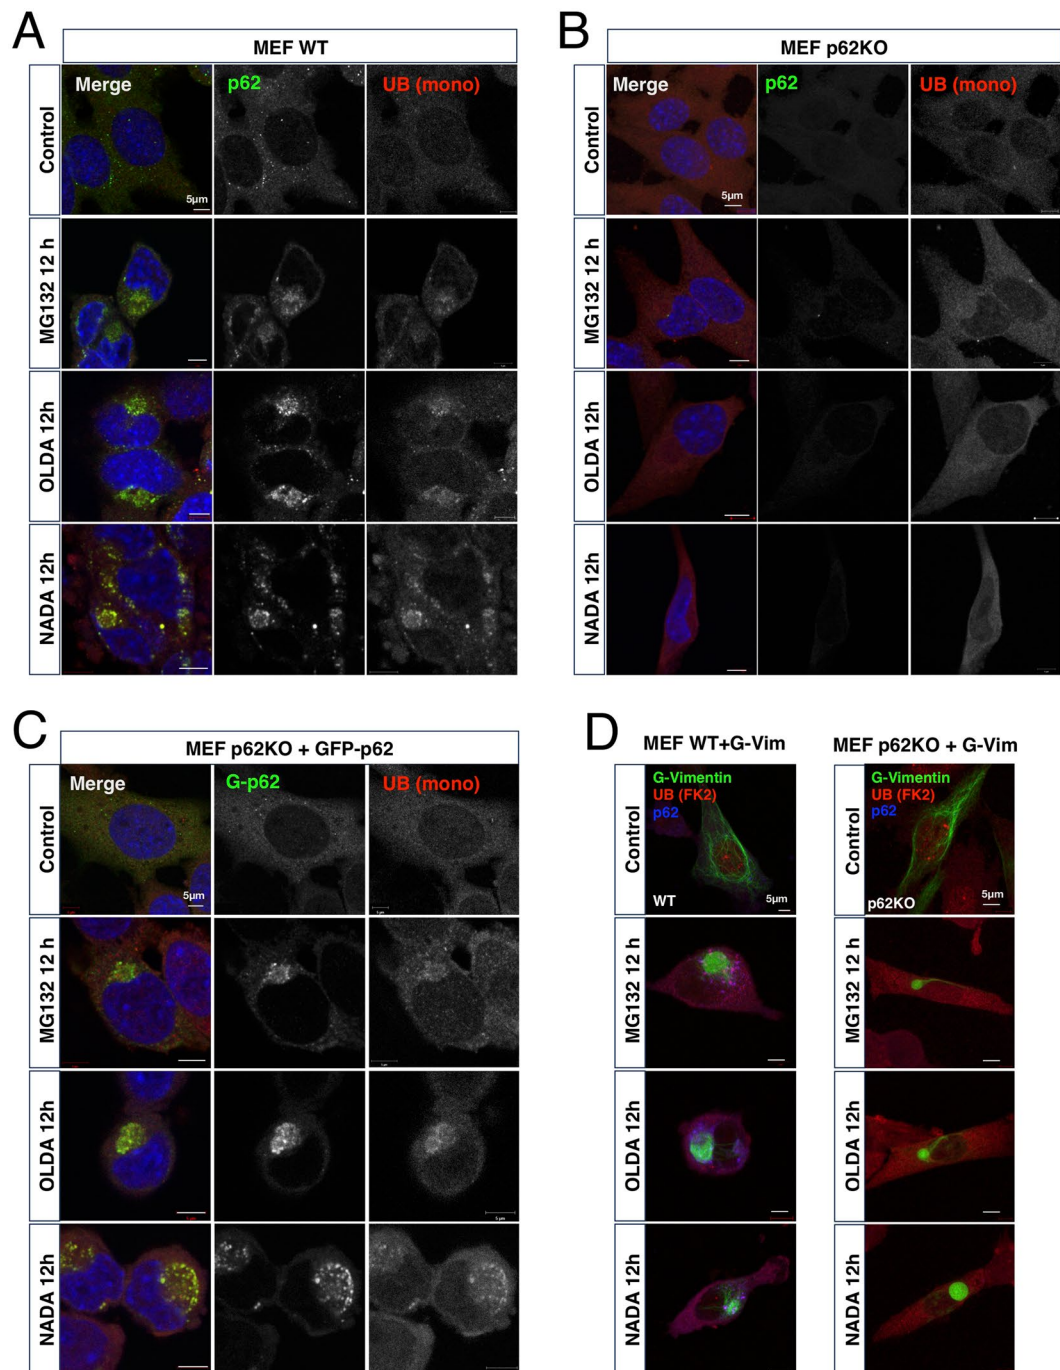 A
MEF WT
Merge
p62
UB (mono)
Control
5µm
MG132 12 h
OLDA 12h
NADA 12h
B
MEF p62KO
Merge
p62
UB (mono)
Control
5µm
MG132 12 h
OLDA 12h
NADA 12h
C
MEF p62KO + GFP-p62
Merge
G-p62
UB (mono)
Control
5µm
MG132 12 h
OLDA 12h
NADA 12h
D
MEF WT+G-Vim
G-Vimentin
UB (FK2)
p62
Control
WT
5µm
MG132 12 h
OLDA 12h
NADA 12h
MEF p62KO + G-Vim
G-Vimentin
UB (FK2)
p62
Control
p62KO
5µm
MG132 12 h
OLDA 12h
NADA 12h